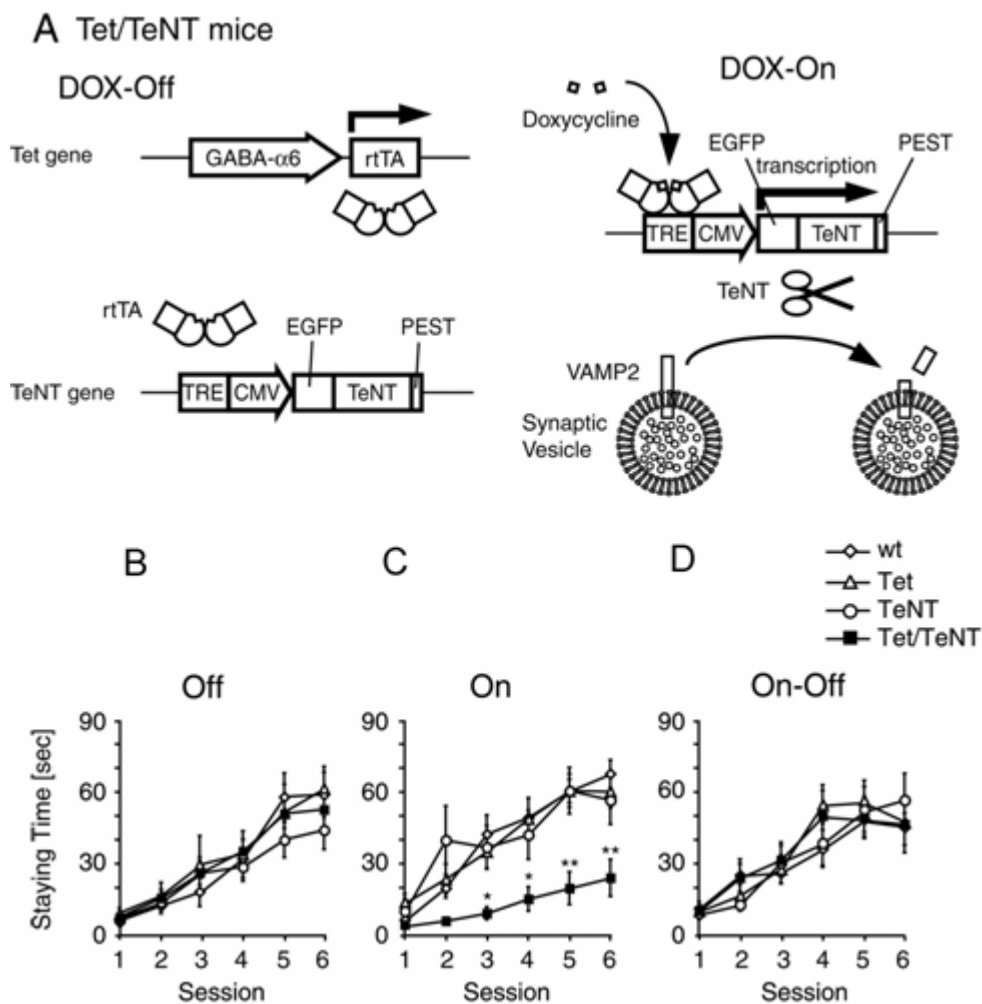 A Tet/TeNT mice
DOX-Off
Tet gene
GABA-α6
rtTA
rtTA
EGFP
PEST
TeNT gene
TRE
CMV
TeNT
DOX-On
Doxycycline
EGFP
transcription
PEST
TRE
CMV
TeNT
TeNT
VAMP2
Synaptic
Vesicle
wt
Tet
TeNT
Tet/TeNT
B
Off
Staying Time [sec]
90
60
30
0
1 2 3 4 5 6
Session
C
On
90
60
30
0
* * ** **
1 2 3 4 5 6
Session
D
On-Off
90
60
30
0
1 2 3 4 5 6
Session